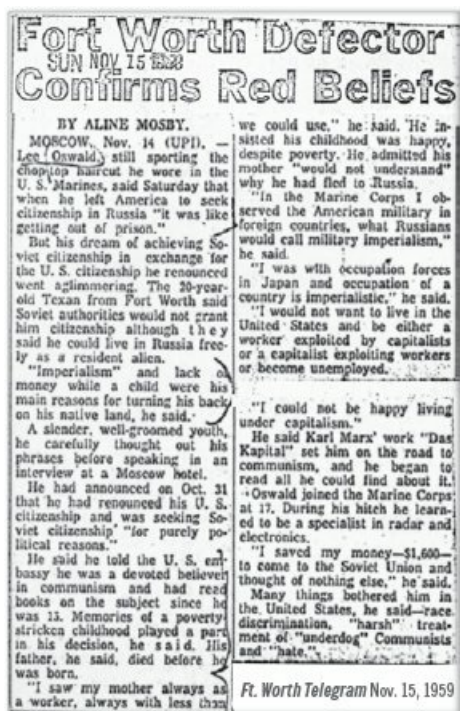 Fort Worth Defector
SUN NOV 15
Confirms Red Beliefs
BY ALINE MOSBY.
MOSCOW, Nov. 14 (UPI). —
Lee Oswald, still sporting the
chop-top haircut he wore in the
U. S. Marines, said Saturday that
when he left America to seek
citizenship in Russia "it was like
getting out of prison."
But his dream of achieving So-
viet citizenship in exchange for
the U. S. citizenship he renounced
went aglimmering. The 20-year-
old Texan from Fort Worth said
Soviet authorities would not grant
him citizenship although they
said he could live in Russia free-
ly as a resident alien.
"Imperialism" and lack of
money while a child were his
main reasons for turning his back
on his native land, he said.
A slender, well-groomed youth,
he carefully thought out his
phrases before speaking in an
interview at a Moscow hotel.
He had announced on Oct. 31
that he had renounced his U. S.
citizenship and was seeking So-
viet citizenship "for purely po-
litical reasons."
He said he told the U. S. em-
bassy he was a devoted believer
in communism and had read
books on the subject since he
was 15. Memories of a poverty-
stricken childhood played a part
in his decision, he said. His
father, he said, died before he
was born.
"I saw my mother always as
a worker, always with less than
we could use," he said. He in-
sisted his childhood was happy,
despite poverty. He admitted his
mother "would not understand"
why he had fled to Russia.
"In the Marine Corps I ob-
served the American military in
foreign countries, what Russians
would call military imperialism,"
he said.
"I was with occupation forces
in Japan and occupation of a
country is imperialistic," he said.
"I would not want to live in the
United States and be either a
worker exploited by capitalists
or a capitalist exploiting workers
or become unemployed.
"I could not be happy living
under capitalism."
He said Karl Marx' work "Das
Kapital" set him on the road to
communism, and he began to
read all he could find about it.
Oswald joined the Marine Corps
at 17. During his hitch he learn-
ed to be a specialist in radar and
electronics.
"I saved my money—$1,600—
to come to the Soviet Union and
thought of nothing else," he said.
Many things bothered him in
the United States, he said—race
discrimination, "harsh" treat-
ment of "underdog" Communists
and "hate."
Ft. Worth Telegram Nov. 15, 1959